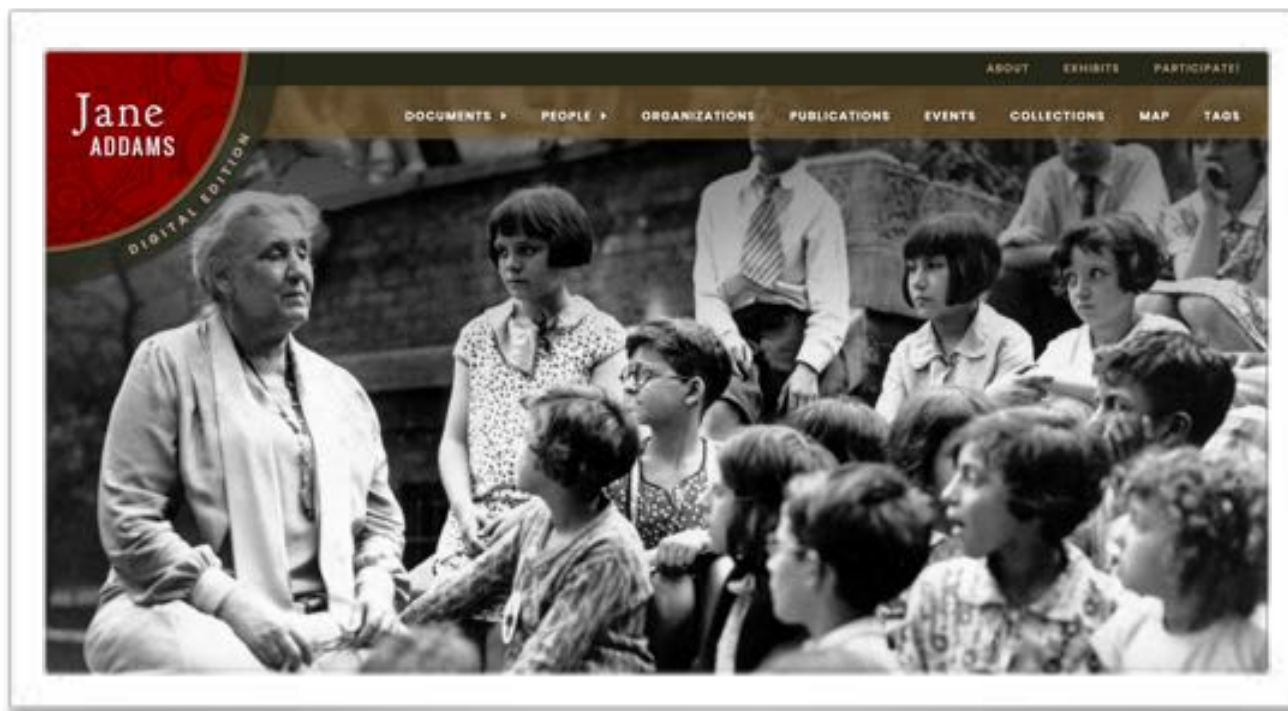 ABOUT EXHIBITS PARTICIPATE!
Jane
ADDAMS
DIGITAL EDITION
DOCUMENTS PEOPLE ORGANIZATIONS PUBLICATIONS EVENTS COLLECTIONS MAP TAGS